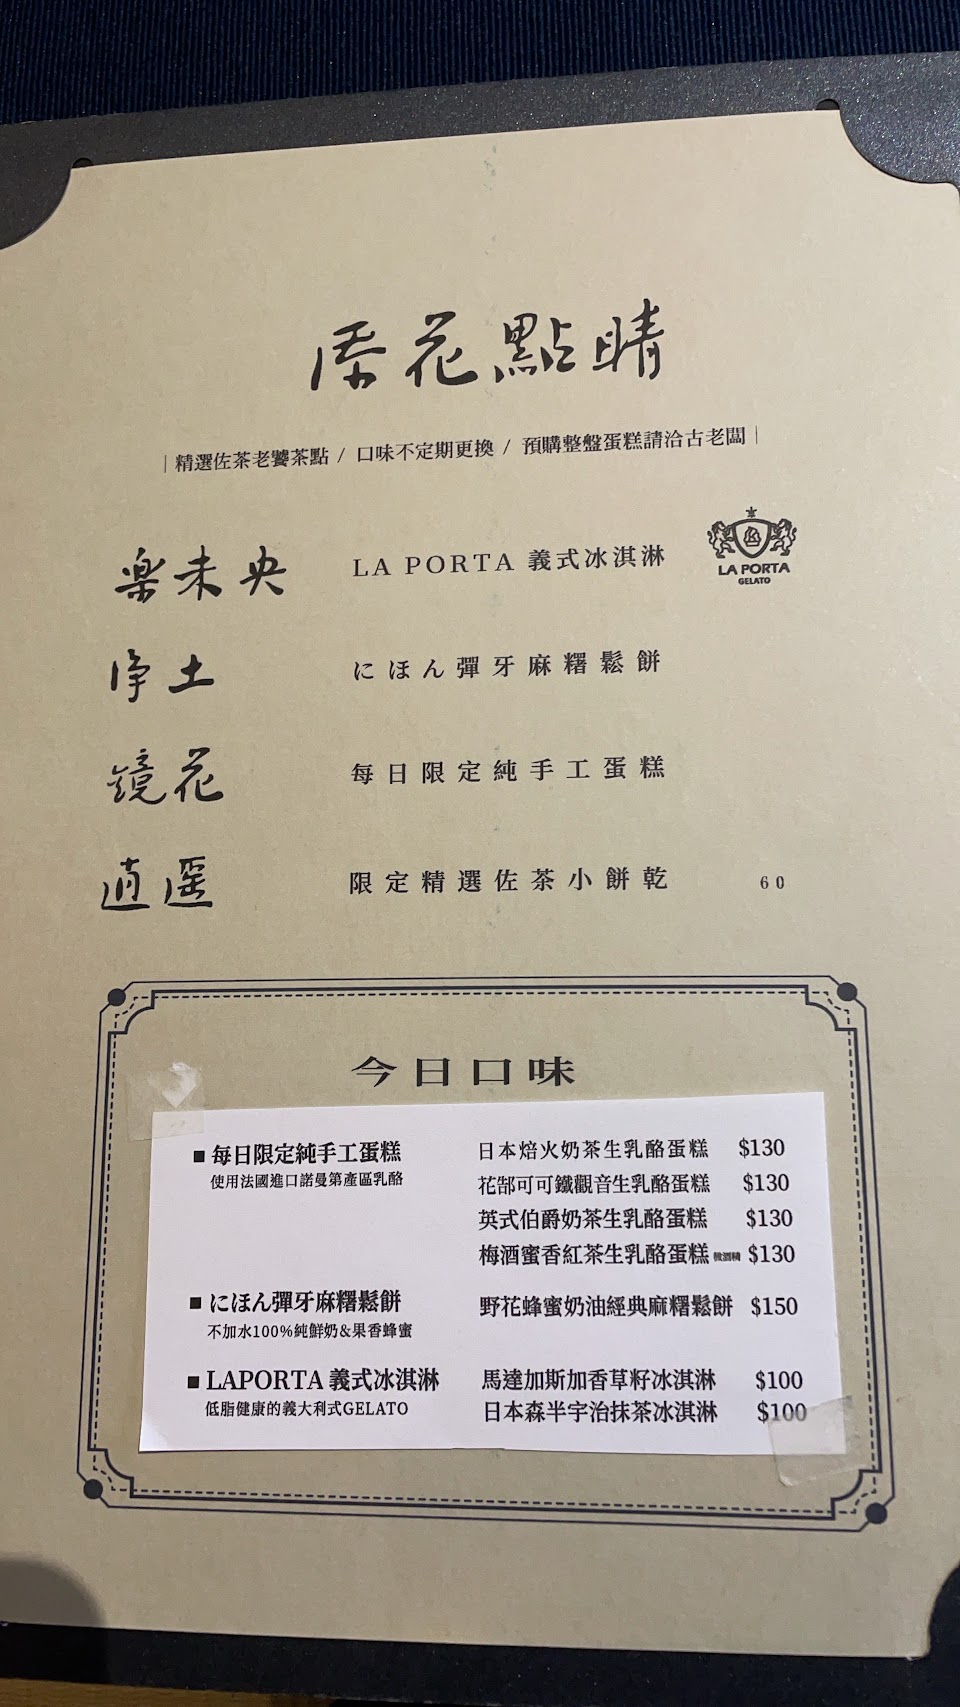 添花點睛
｜精選佐茶老饕茶點 / 口味不定期更換 / 預購整盤蛋糕請洽古老闆｜
楽未央 LA PORTA 義式冰淇淋
LA PORTA
GELATO
淨土 にほん彈牙麻糬鬆餅
鏡花 每日限定純手工蛋糕
逍遥 限定精選佐茶小餅乾 60
今日口味
■ 每日限定純手工蛋糕 日本焙火奶茶生乳酪蛋糕 $130
使用法國進口諾曼第產區乳酪
花郜可可鐵觀音生乳酪蛋糕 $130
英式伯爵奶茶生乳酪蛋糕 $130
梅酒蜜香紅茶生乳酪蛋糕 微酒精 $130
■ にほん彈牙麻糬鬆餅 野花蜂蜜奶油經典麻糬鬆餅 $150
不加水100%純鮮奶&果香蜂蜜
■ LAPORTA 義式冰淇淋 馬達加斯加香草籽冰淇淋 $100
低脂健康的義大利式GELATO 日本森半宇治抹茶冰淇淋 $100